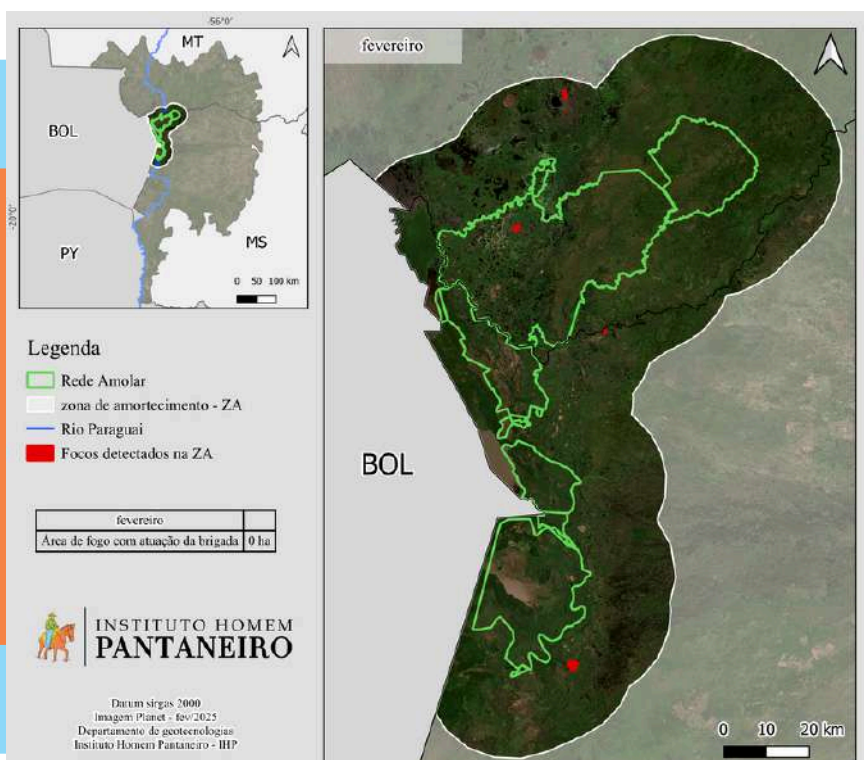 -56°0'
MT
BOL
-20°0'
PY
MS
0 50 100 km
Legenda
Rede Amolar
zona de amortecimento - ZA
Rio Paraguai
Focos detectados na ZA
fevereiro
Área de fogo com atuação da brigada 0 ha
INSTITUTO HOMEM
PANTANEIRO
Datum sirgas 2000
Imagem Planet - fev/2025
Departamento de geotecnologias
Instituto Homem Pantaneiro - IHP
fevereiro
BOL
0 10 20 km